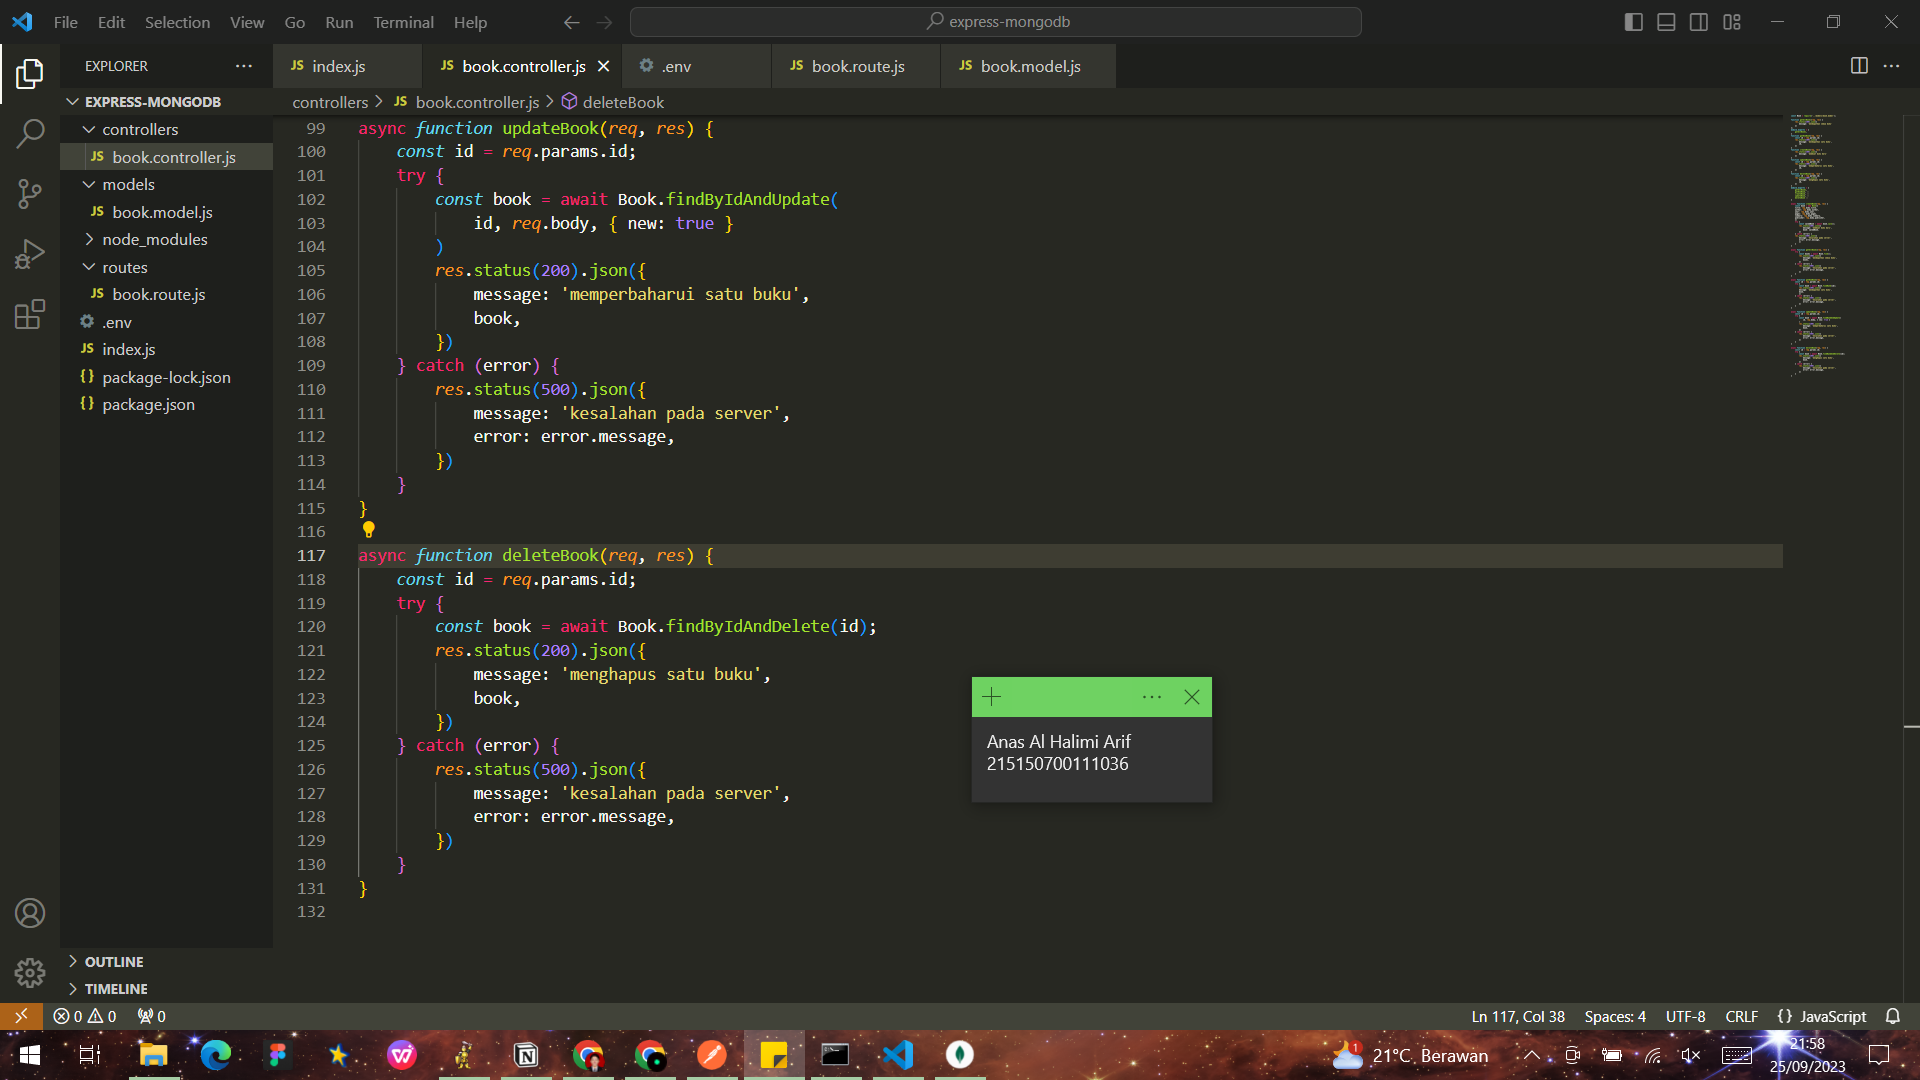 File Edit Selection View Go Run Terminal Help
express-mongodb
EXPLORER
index.js
book.controller.js
.env
book.route.js
book.model.js
EXPRESS-MONGODB
controllers
book.controller.js
models
book.model.js
node_modules
routes
book.route.js
.env
index.js
package-lock.json
package.json
OUTLINE
TIMELINE
controllers > JS book.controller.js > deleteBook
99 async function updateBook(req, res) {
100     const id = req.params.id;
101     try {
102         const book = await Book.findByIdAndUpdate(
103             id, req.body, { new: true }
104         )
105         res.status(200).json({
106             message: 'memperbaharui satu buku',
107             book,
108         })
109     } catch (error) {
110         res.status(500).json({
111             message: 'kesalahan pada server',
112             error: error.message,
113         })
114     }
115 }
116
117 async function deleteBook(req, res) {
118     const id = req.params.id;
119     try {
120         const book = await Book.findByIdAndDelete(id);
121         res.status(200).json({
122             message: 'menghapus satu buku',
123             book,
124         })
125     } catch (error) {
126         res.status(500).json({
127             message: 'kesalahan pada server',
128             error: error.message,
129         })
130     }
131 }
132
Anas Al Halimi Arif
215150700111036
0 0 0
Ln 117, Col 38 Spaces: 4 UTF-8 CRLF {} JavaScript
21°C Berawan
21:58
25/09/2023